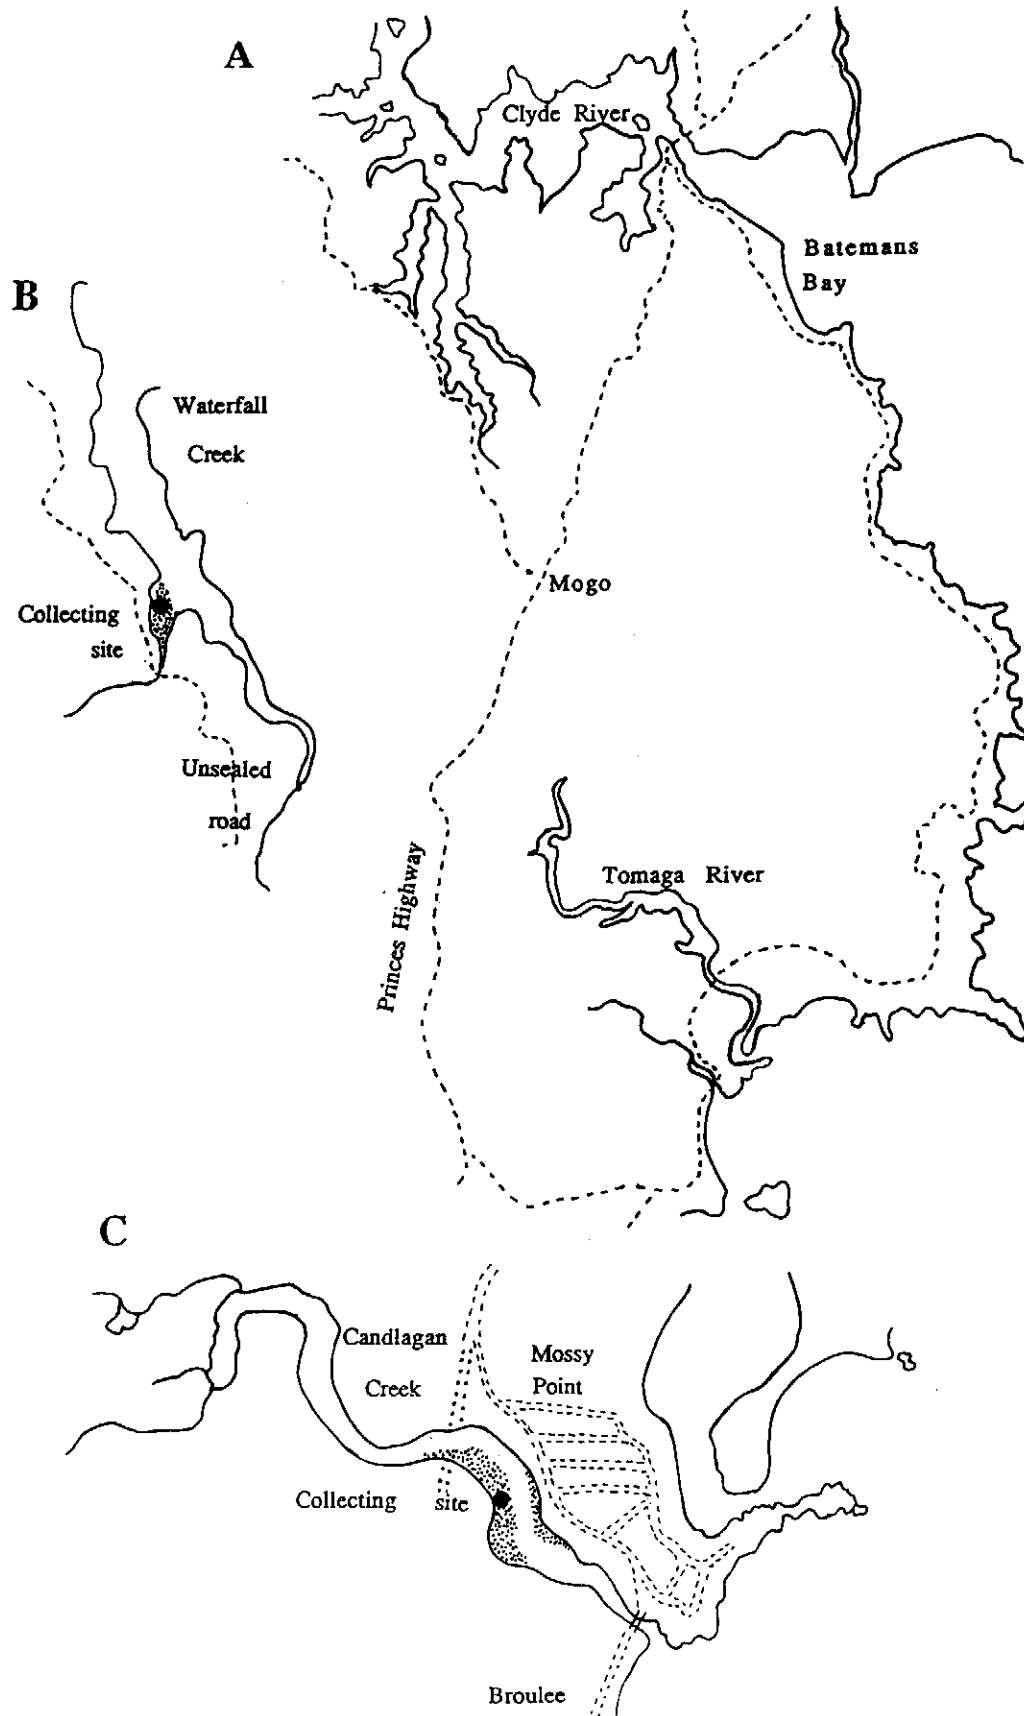 A
Clyde River
Batemans
Bay
B
Waterfall
Creek
Collecting
site
Mogo
Unsealed
road
Princes Highway
Tomaga River
C
Candlagan
Creek
Mossy
Point
Collecting site
Broulee